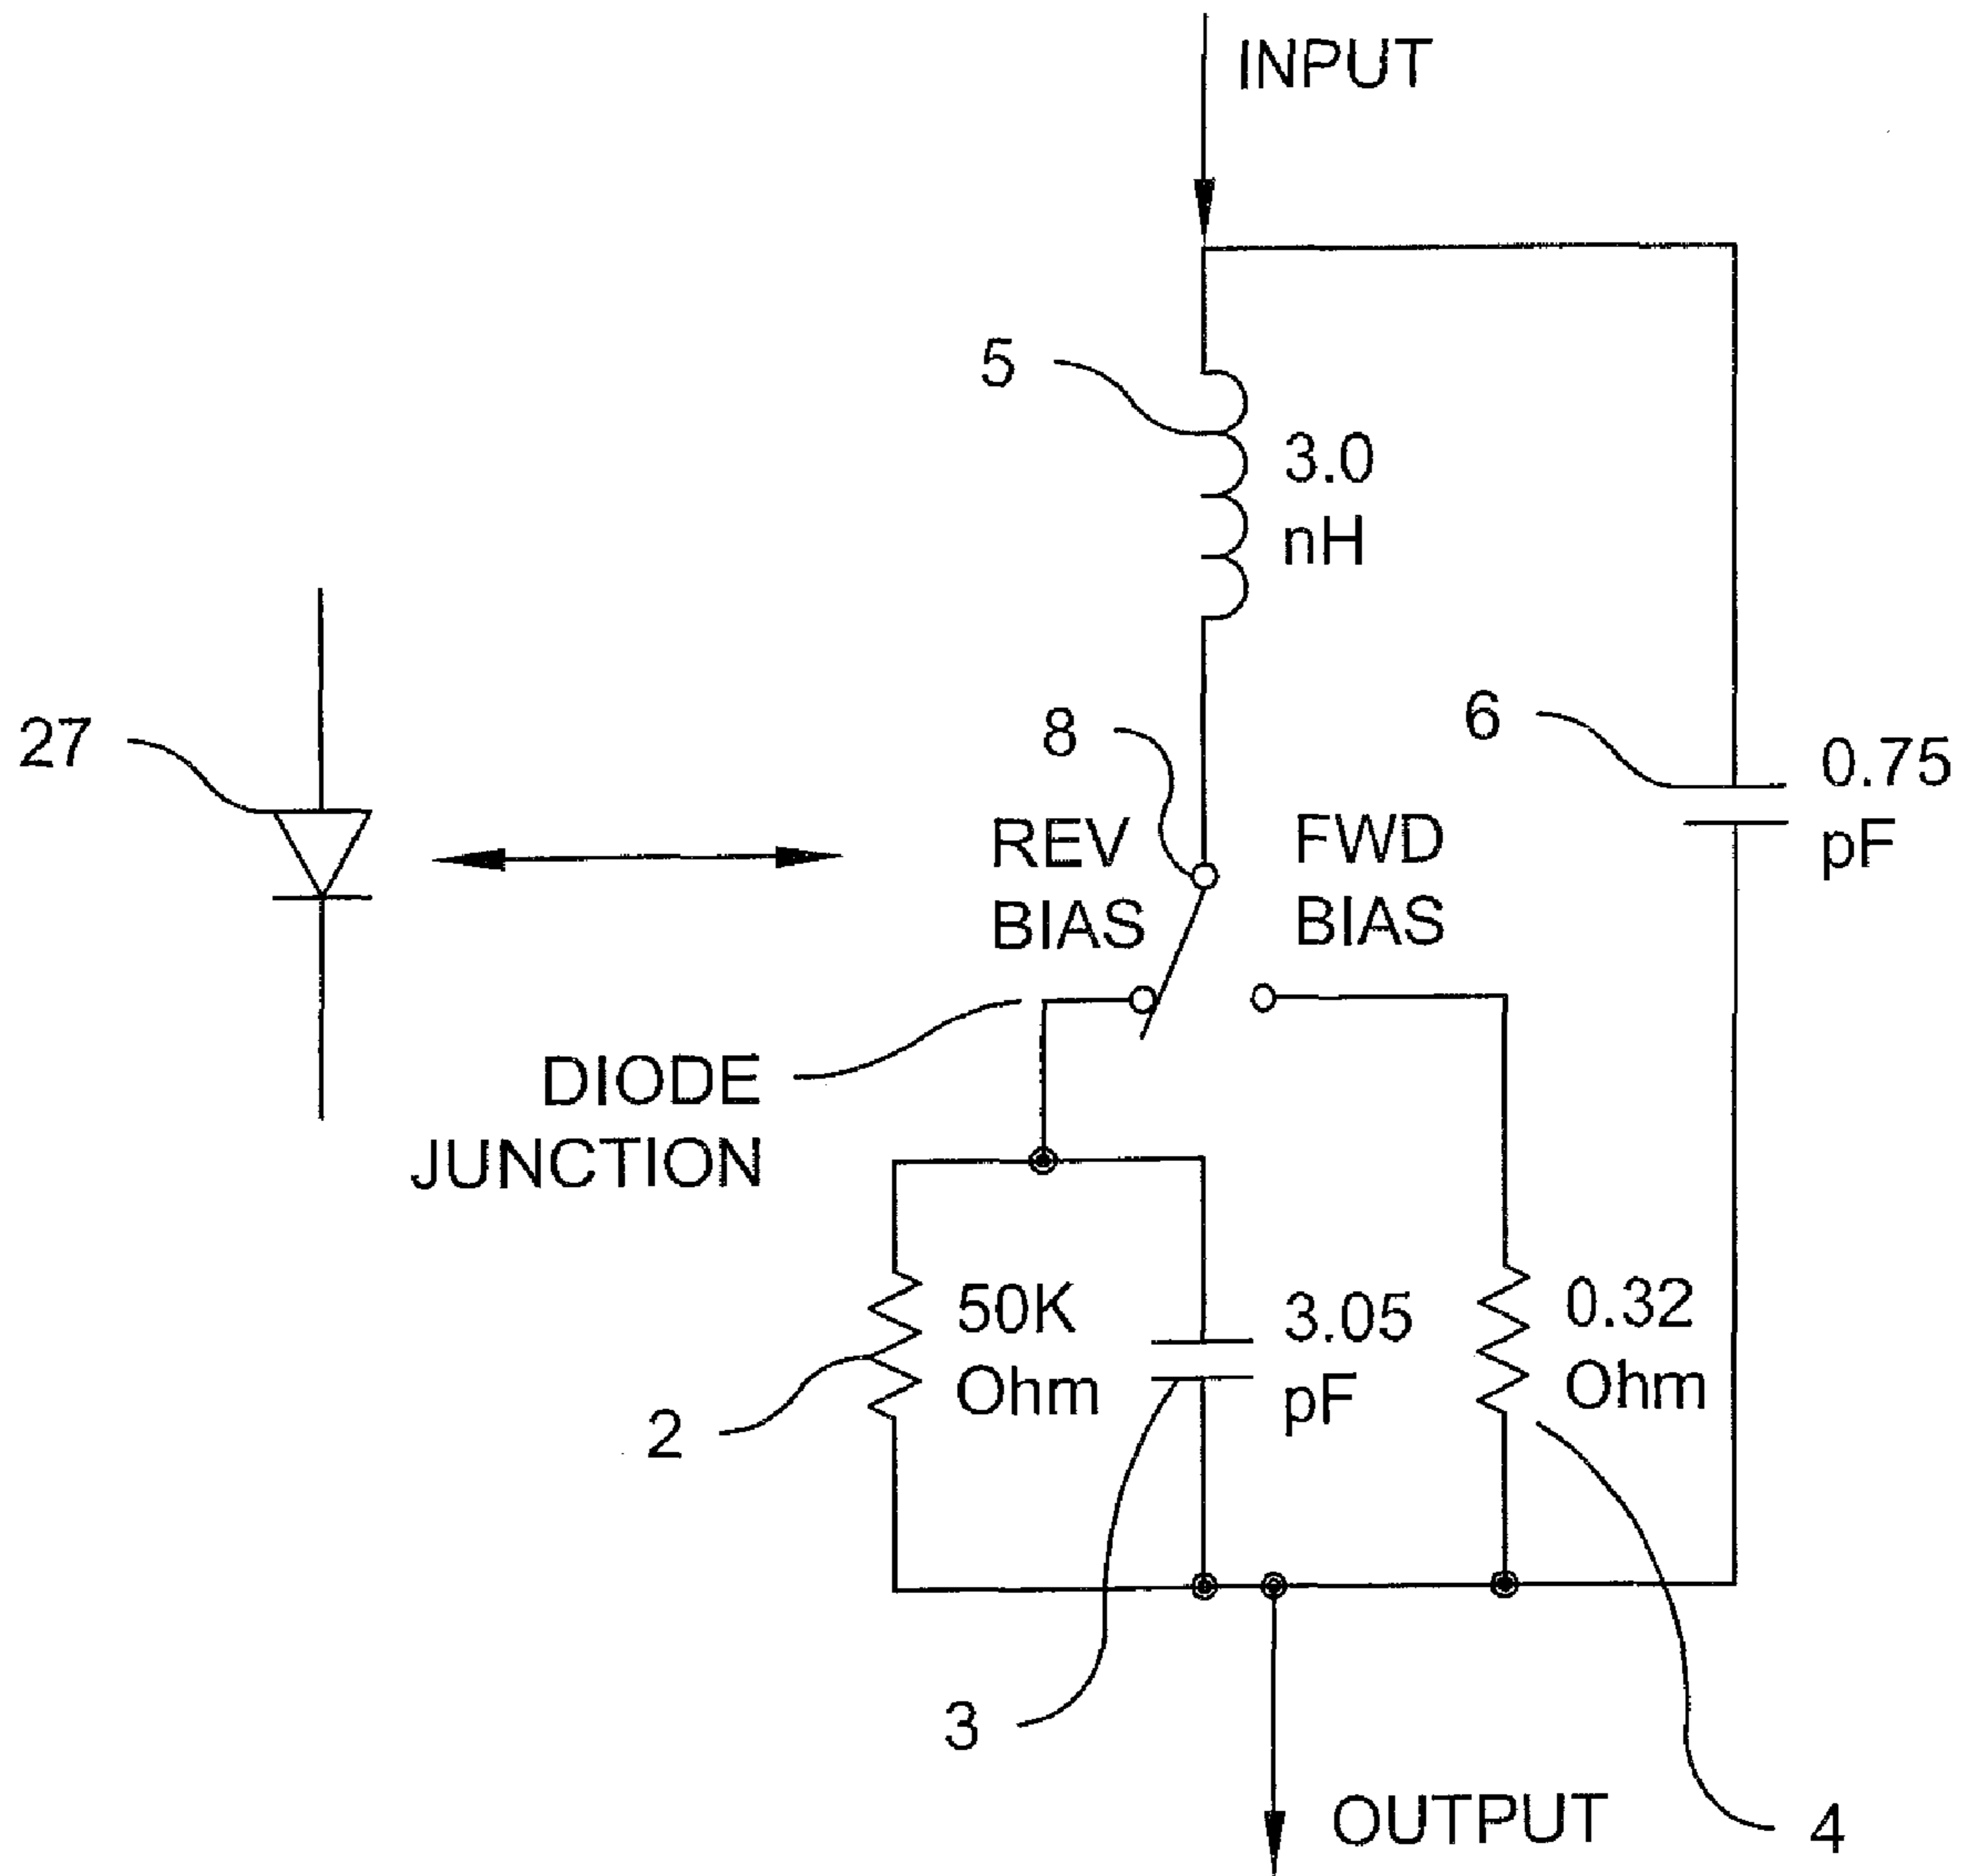 INPUT
5
3.0
nH
27
8
6
0.75
pF
REV
BIAS
FWD
BIAS
DIODE
JUNCTION
50K
Ohm
3.05
pF
0.32
Ohm
2
3
OUTPUT
4